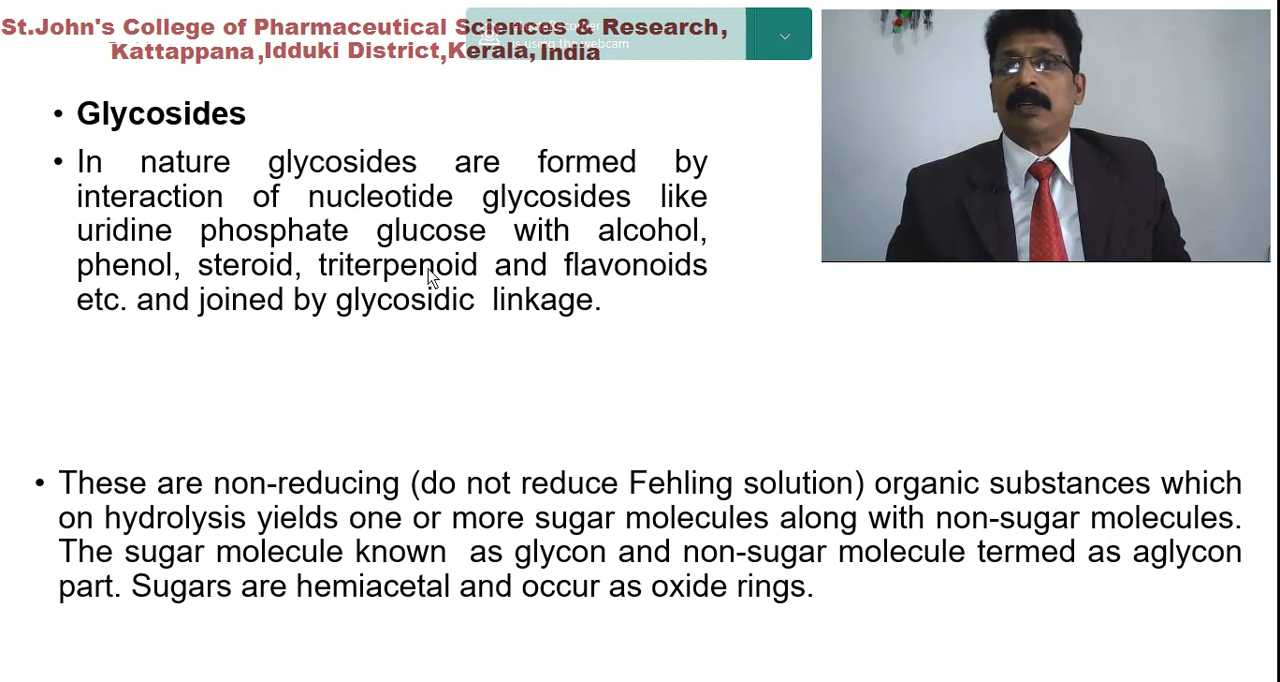 St.John's College of Pharmaceutical Sciences & Research,
Kattappana,Idduki District,Kerala, India
is using the webcam
• Glycosides
• In nature glycosides are formed by
interaction of nucleotide glycosides like
uridine phosphate glucose with alcohol,
phenol, steroid, triterpenoid and flavonoids
etc. and joined by glycosidic linkage.
• These are non-reducing (do not reduce Fehling solution) organic substances which
on hydrolysis yields one or more sugar molecules along with non-sugar molecules.
The sugar molecule known as glycon and non-sugar molecule termed as aglycon
part. Sugars are hemiacetal and occur as oxide rings.